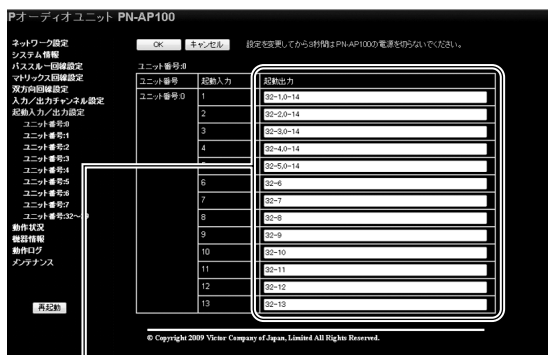 Pオーディオユニット PN-AP100
ネットワーク設定
システム情報
バススルー回線設定
マトリックス回線設定
双方向回線設定
入力/出力チャンネル設定
起動入力/出力設定
ユニット番号:0
ユニット番号:1
ユニット番号:2
ユニット番号:3
ユニット番号:4
ユニット番号:5
ユニット番号:6
ユニット番号:7
ユニット番号:32~
動作状況
機器情報
動作ログ
メンテナンス
再起動
OK キャンセル 設定を変更してから3秒間はPN-AP100の電源を切らないでください。
ユニット番号:0
ユニット番号 起動入力 起動出力
ユニット番号:0 1 32-1,0-14
2 32-2,0-14
3 32-3,0-14
4 32-4,0-14
32-5,0-14
6 32-6
7 32-7
8 32-8
9 32-9
10 32-10
11 32-11
12 32-12
13 32-13
© Copyright 2009 Victor Company of Japan, Limited All Rights Reserved.